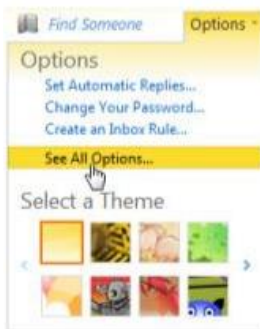 Find Someone
Options
Options
Set Automatic Replies...
Change Your Password...
Create an Inbox Rule...
See All Options...
Select a Theme